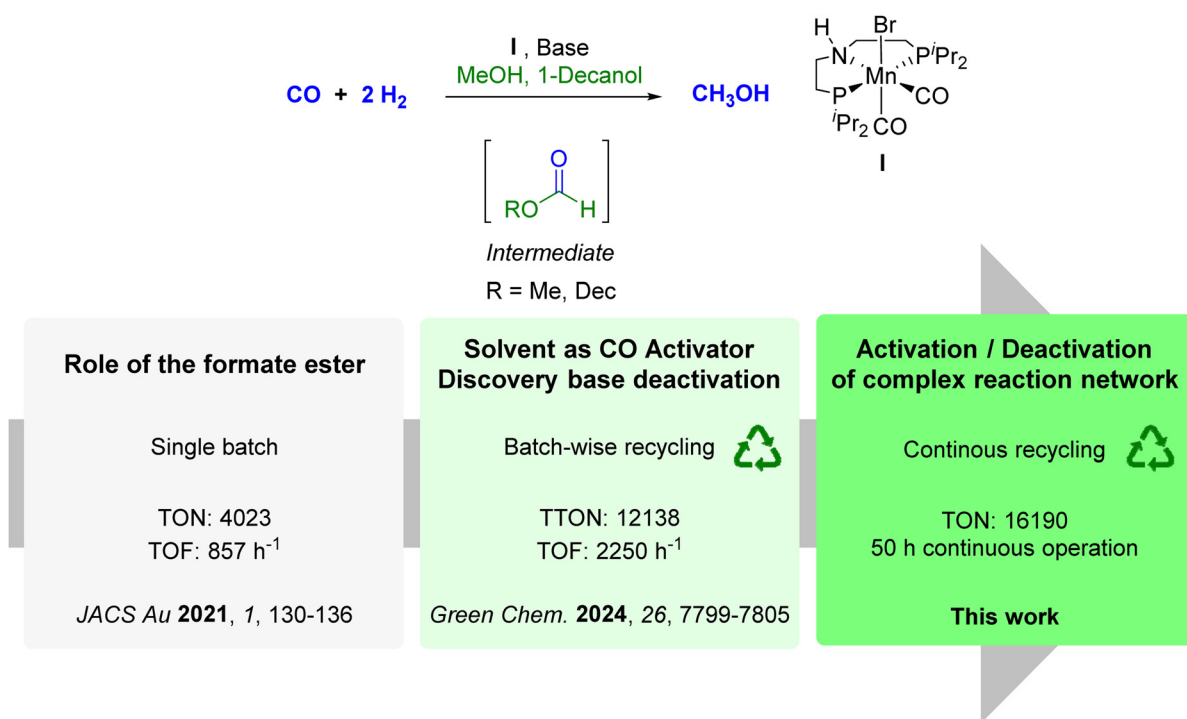 I , Base
MeOH, 1-Decanol
CO + 2 H₂
CH₃OH
H
N
Br
PⁱPr₂
Mn
P
ⁱPr₂
CO
CO
I
O
RO
H
Intermediate
R = Me, Dec
Role of the formate ester
Single batch
TON: 4023
TOF: 857 h⁻¹
JACS Au 2021, 1, 130-136
Solvent as CO Activator
Discovery base deactivation
Batch-wise recycling
TTON: 12138
TOF: 2250 h⁻¹
Green Chem. 2024, 26, 7799-7805
Activation / Deactivation
of complex reaction network
Continous recycling
TON: 16190
50 h continuous operation
This work